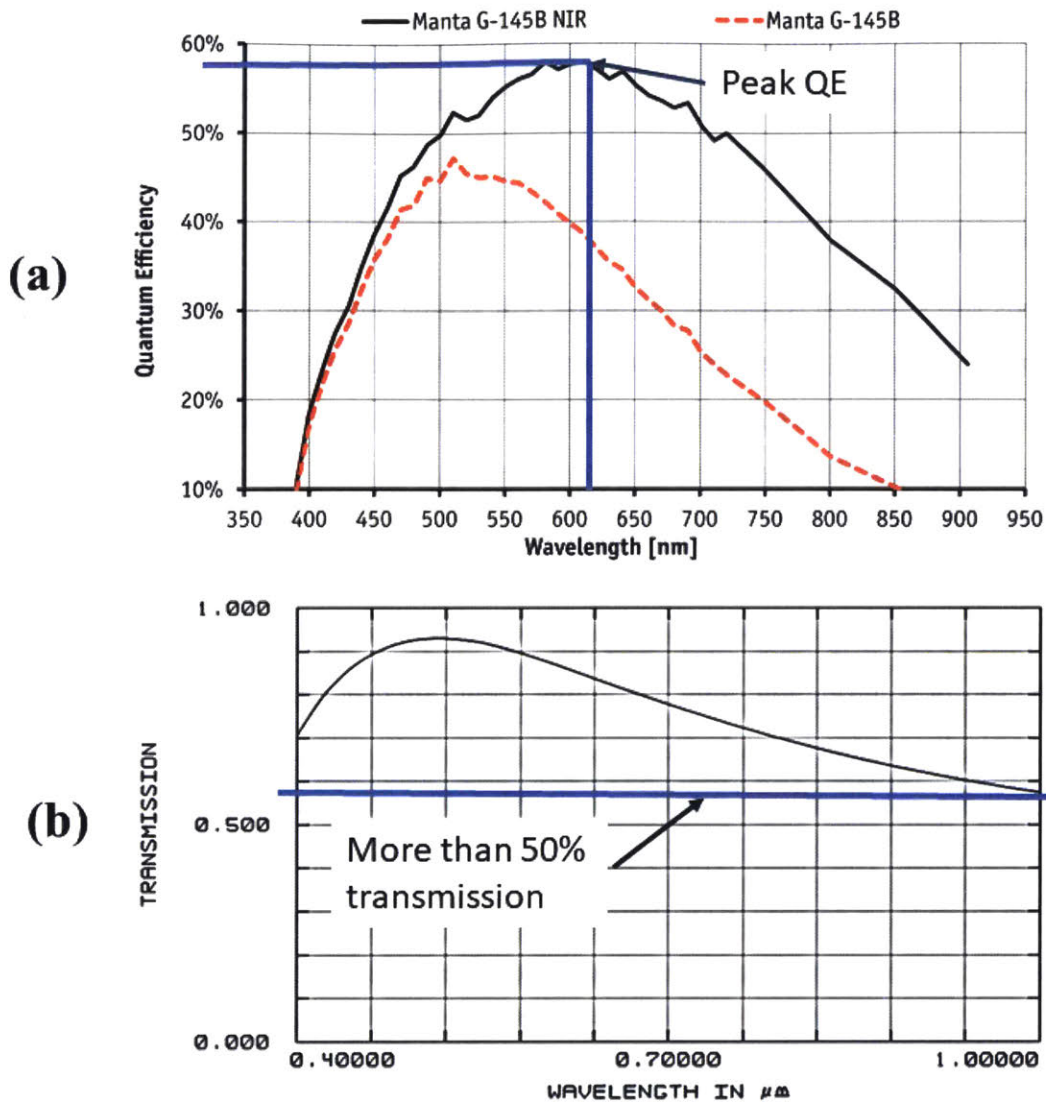 Manta G-145B NIR Manta G-145B
60%
50%
40%
30%
20%
10%
Quantum Efficiency
Peak QE
(a)
350 400 450 500 550 600 650 700 750 800 850 900 950
Wavelength [nm]
1.000
0.500
0.000
TRANSMISSION
More than 50%
transmission
(b)
0.40000 0.70000 1.00000
WAVELENGTH IN µm